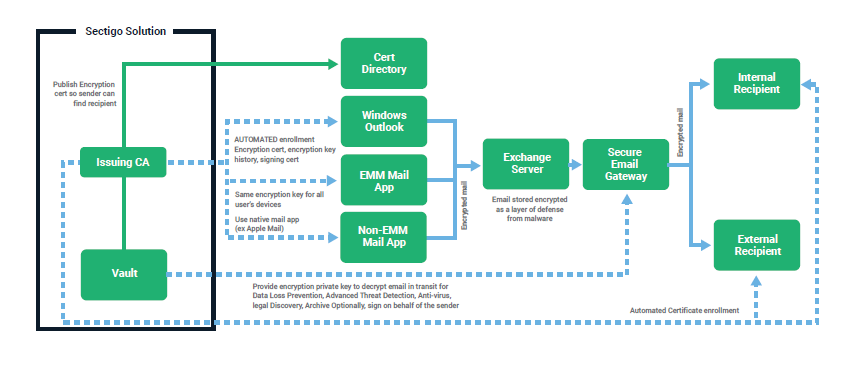 Sectigo Solution
Publish Encryption
cert so sender can
find recipient
Cert
Directory
Windows
Outlook
AUTOMATED enrollment
Encryption cert, encryption key
history, signing cert
Issuing CA
EMM Mail
App
Same encryption key for all
user's devices
Use native mail app
(ex Apple Mail)
Non-EMM
Mail App
Encrypted mail
Exchange
Server
Email stored encrypted
as a layer of defense
from malware
Secure
Email
Gateway
Encrypted mail
Internal
Recipient
External
Recipient
Vault
Provide encryption private key to decrypt email in transit for
Data Loss Prevention, Advanced Threat Detection, Anti-virus,
legal Discovery, Archive Optionally, sign on behalf of the sender
Automated Certificate enrollment